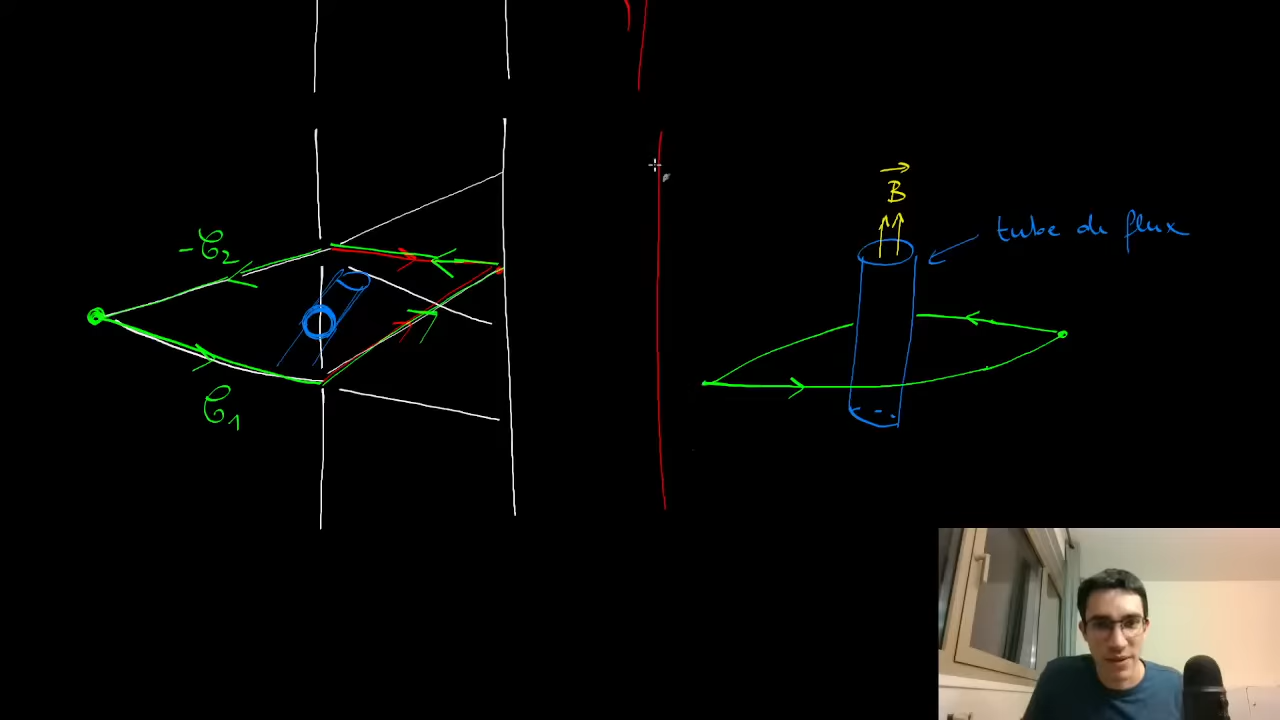 -𝒞₂
𝒞₁
B⃗
tube de flux